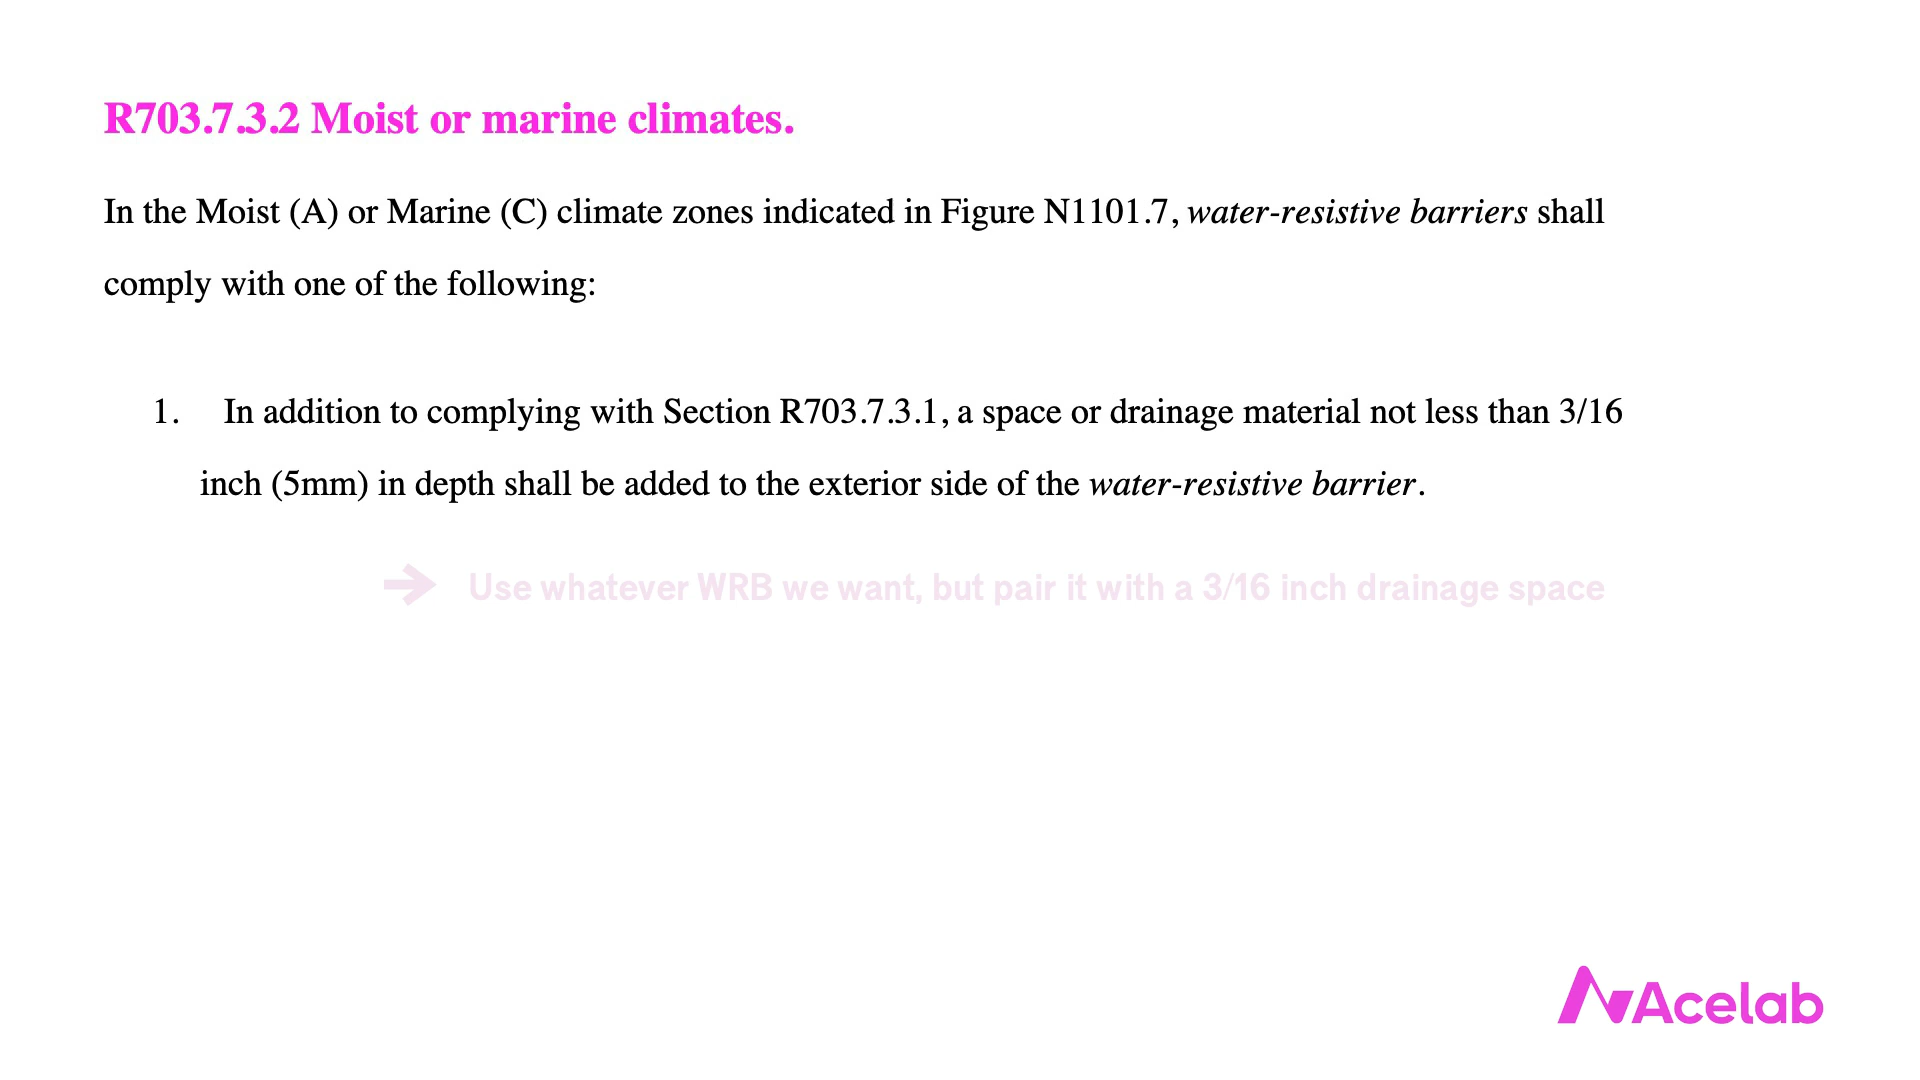 R703.7.3.2 Moist or marine climates.
In the Moist (A) or Marine (C) climate zones indicated in Figure N1101.7, water-resistive barriers shall
comply with one of the following:
1. In addition to complying with Section R703.7.3.1, a space or drainage material not less than 3/16
inch (5mm) in depth shall be added to the exterior side of the water-resistive barrier.
→ Use whatever WRB we want, but pair it with a 3/16 inch drainage space
Acelab